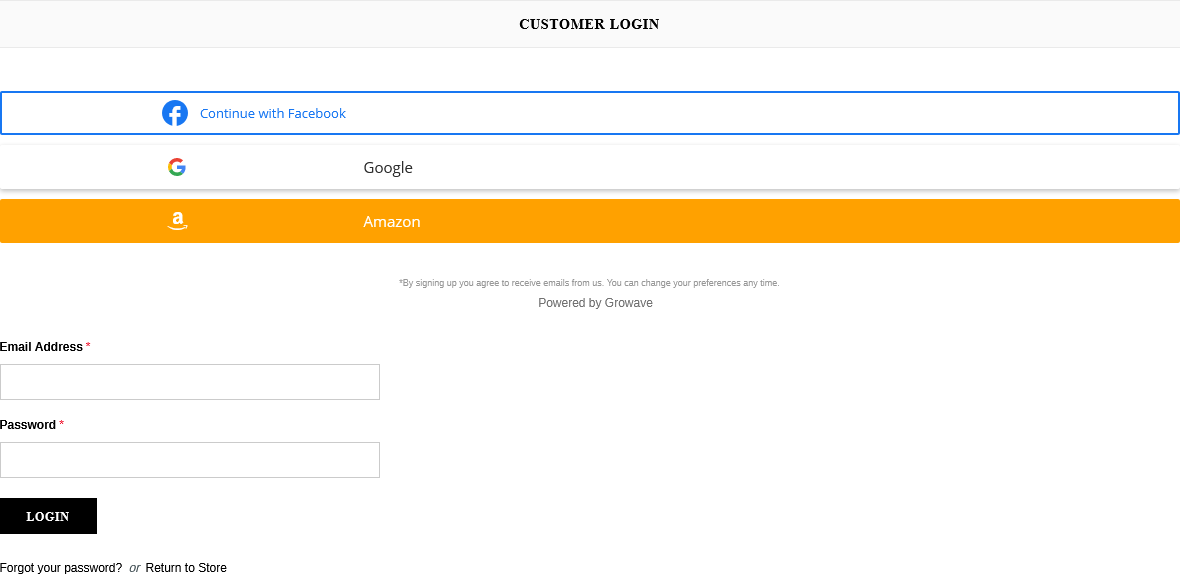 CUSTOMER LOGIN
Continue with Facebook
Google
Amazon
*By signing up you agree to receive emails from us. You can change your preferences any time.
Powered by Growave
Email Address *
Password *
LOGIN
Forgot your password? or Return to Store